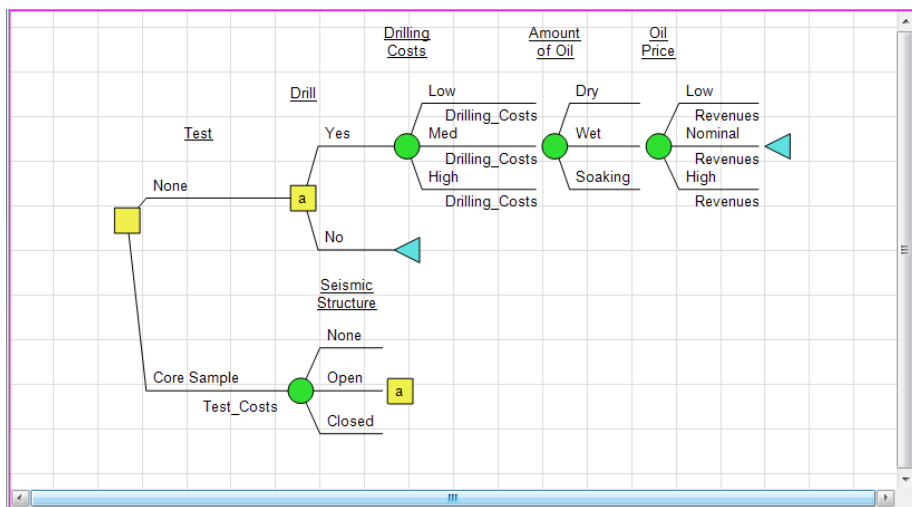 Drilling
Costs
Amount
of Oil
Oil
Price
Drill
Low
Dry
Low
Drilling_Costs
Revenues
Test
Yes
Med
Wet
Nominal
Drilling_Costs
Revenues
None
High
Soaking
High
a
Drilling_Costs
Revenues
No
Seismic
Structure
None
Core Sample
Open
a
Test_Costs
Closed